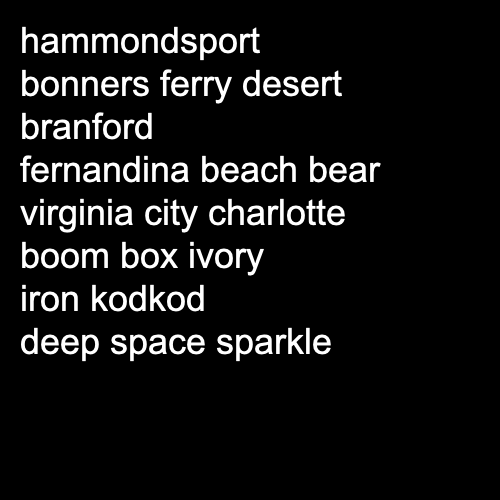 hammondsport
bonners ferry desert
branford
fernandina beach bear
virginia city charlotte
boom box ivory
iron kodkod
deep space sparkle